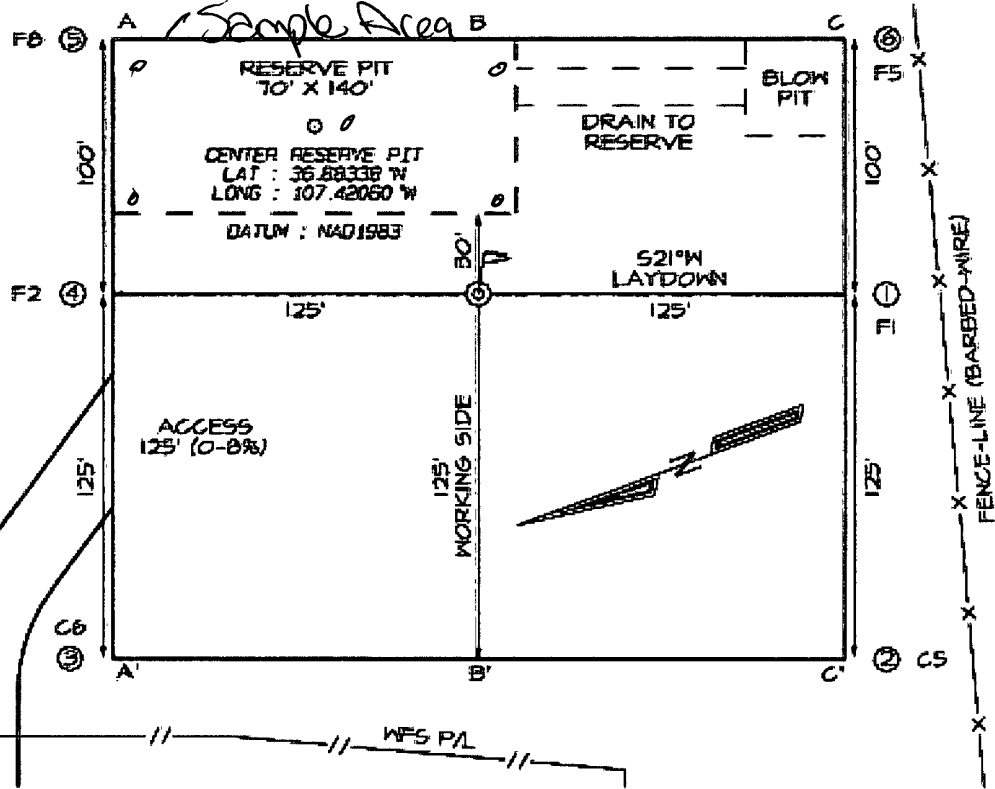 Sample Area
A B C
F8 ⑤
⑥
F5
RESERVE PIT
70' X 140'
BLOW
PIT
DRAIN TO
RESERVE
CENTER RESERVE PIT
LAT : 36.88338 °N
LONG : 107.42060 °W
DATUM : NAD1983
100'
100'
30'
S21°W
LAYDOWN
F2 ④
①
125'
125'
F1
ACCESS
125' (0-8%)
125'
125'
WORKING SIDE
N
125'
FENCE-LINE (BARBED-WIRE)
C6
③
② C5
A' B' C'
WFS P/L